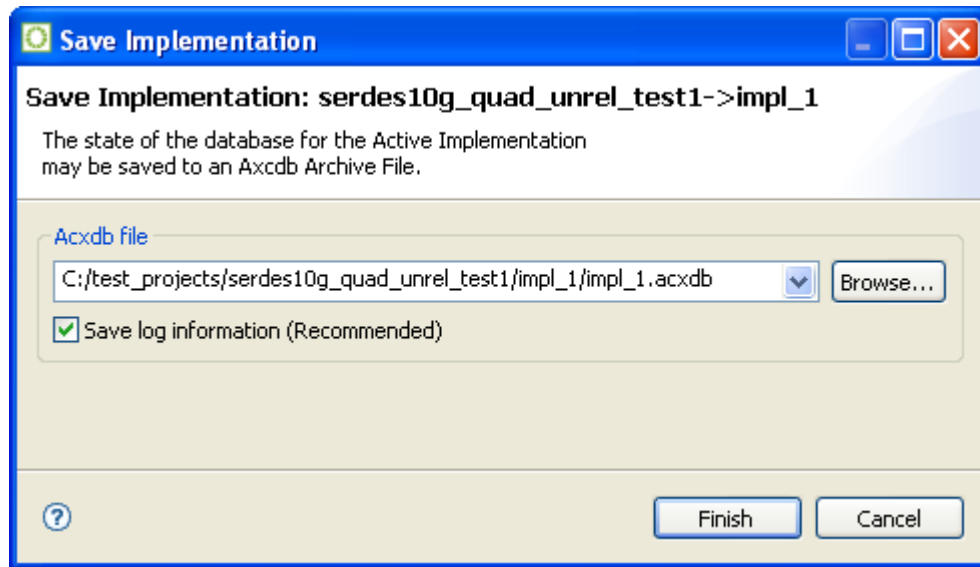 Save Implementation
Save Implementation: serdes10g_quad_unrel_test1->impl_1
The state of the database for the Active Implementation
may be saved to an Axcdb Archive File.
Acxdb file
C:/test_projects/serdes10g_quad_unrel_test1/impl_1/impl_1.acxdb
Browse...
Save log information (Recommended)
?
Finish
Cancel